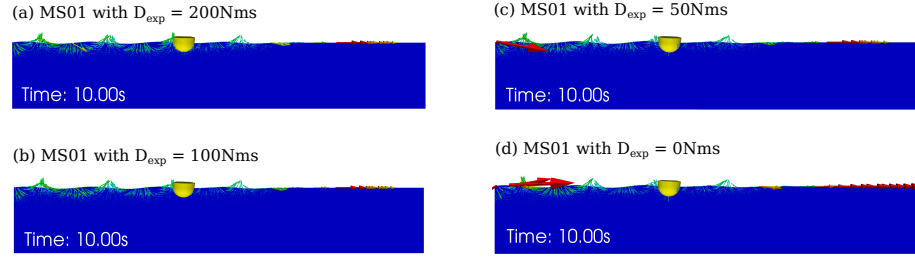 (a) MS01 with D_exp = 200Nms
Time: 10.00s
(b) MS01 with D_exp = 100Nms
Time: 10.00s
(c) MS01 with D_exp = 50Nms
Time: 10.00s
(d) MS01 with D_exp = 0Nms
Time: 10.00s